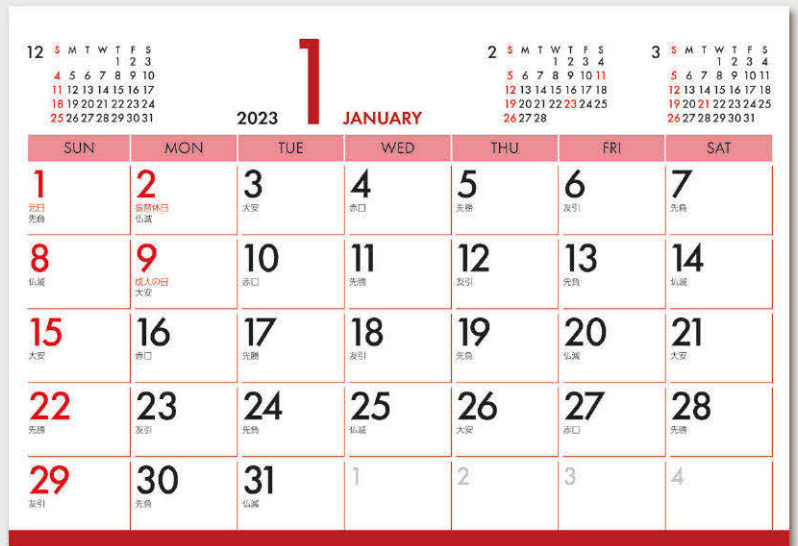 12 S M T W T F S
1 2 3
4 5 6 7 8 9 10
11 12 13 14 15 16 17
18 19 20 21 22 23 24
25 26 27 28 29 30 31
2023 1 JANUARY
2 S M T W T F S
1 2 3 4
5 6 7 8 9 10 11
12 13 14 15 16 17 18
19 20 21 22 23 24 25
26 27 28
3 S M T W T F S
1 2 3 4
5 6 7 8 9 10 11
12 13 14 15 16 17 18
19 20 21 22 23 24 25
26 27 28 29 30 31
SUN MON TUE WED THU FRI SAT
1 2 3 4 5 6 7
元日 振替休日 大安 赤口 先勝 友引 先負
先負 仏滅
8 9 10 11 12 13 14
仏滅 成人の日 赤口 先勝 友引 先負 仏滅
大安
15 16 17 18 19 20 21
大安 赤口 先勝 友引 先負 仏滅 大安
22 23 24 25 26 27 28
先勝 友引 先負 仏滅 大安 赤口 先勝
29 30 31 1 2 3 4
友引 先負 仏滅